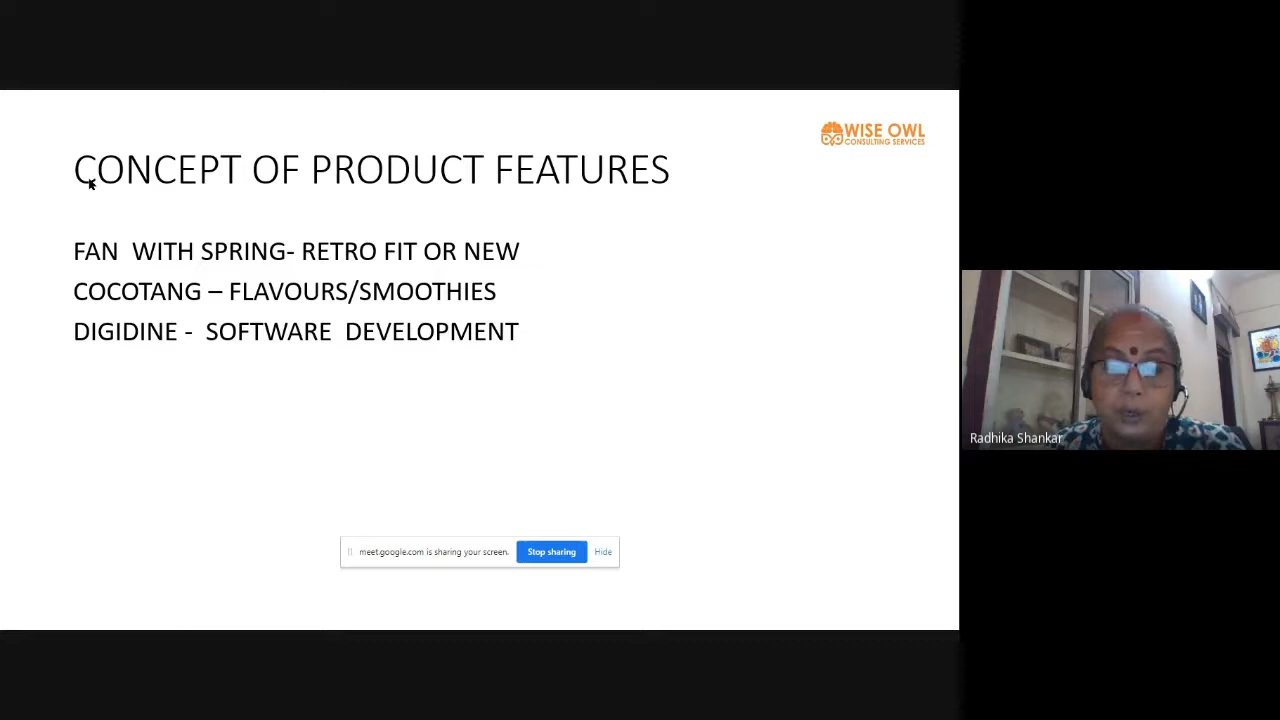 WISE OWL
CONSULTING SERVICES
CONCEPT OF PRODUCT FEATURES
FAN WITH SPRING- RETRO FIT OR NEW
COCOTANG – FLAVOURS/SMOOTHIES
DIGIDINE - SOFTWARE DEVELOPMENT
Radhika Shankar
meet.google.com is sharing your screen. Stop sharing Hide